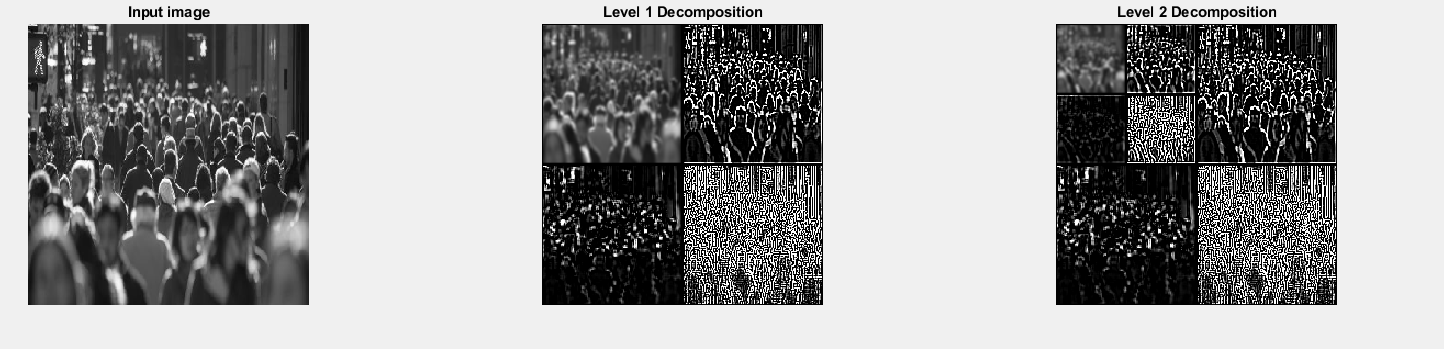 Input image
Level 1 Decomposition
Level 2 Decomposition